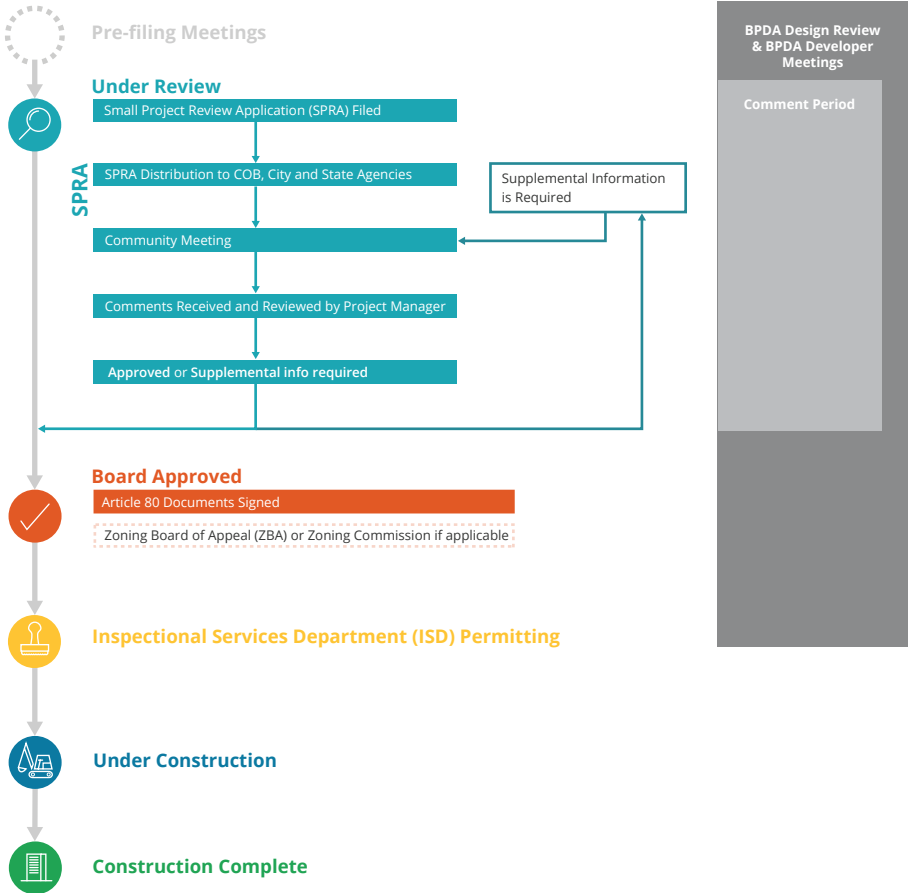 Pre-filing Meetings
Under Review
Small Project Review Application (SPRA) Filed
SPRA
SPRA Distribution to COB, City and State Agencies
Supplemental Information
is Required
Community Meeting
Comments Received and Reviewed by Project Manager
Approved or Supplemental info required
Board Approved
Article 80 Documents Signed
Zoning Board of Appeal (ZBA) or Zoning Commission if applicable
Inspectional Services Department (ISD) Permitting
Under Construction
Construction Complete
BPDA Design Review
& BPDA Developer
Meetings
Comment Period